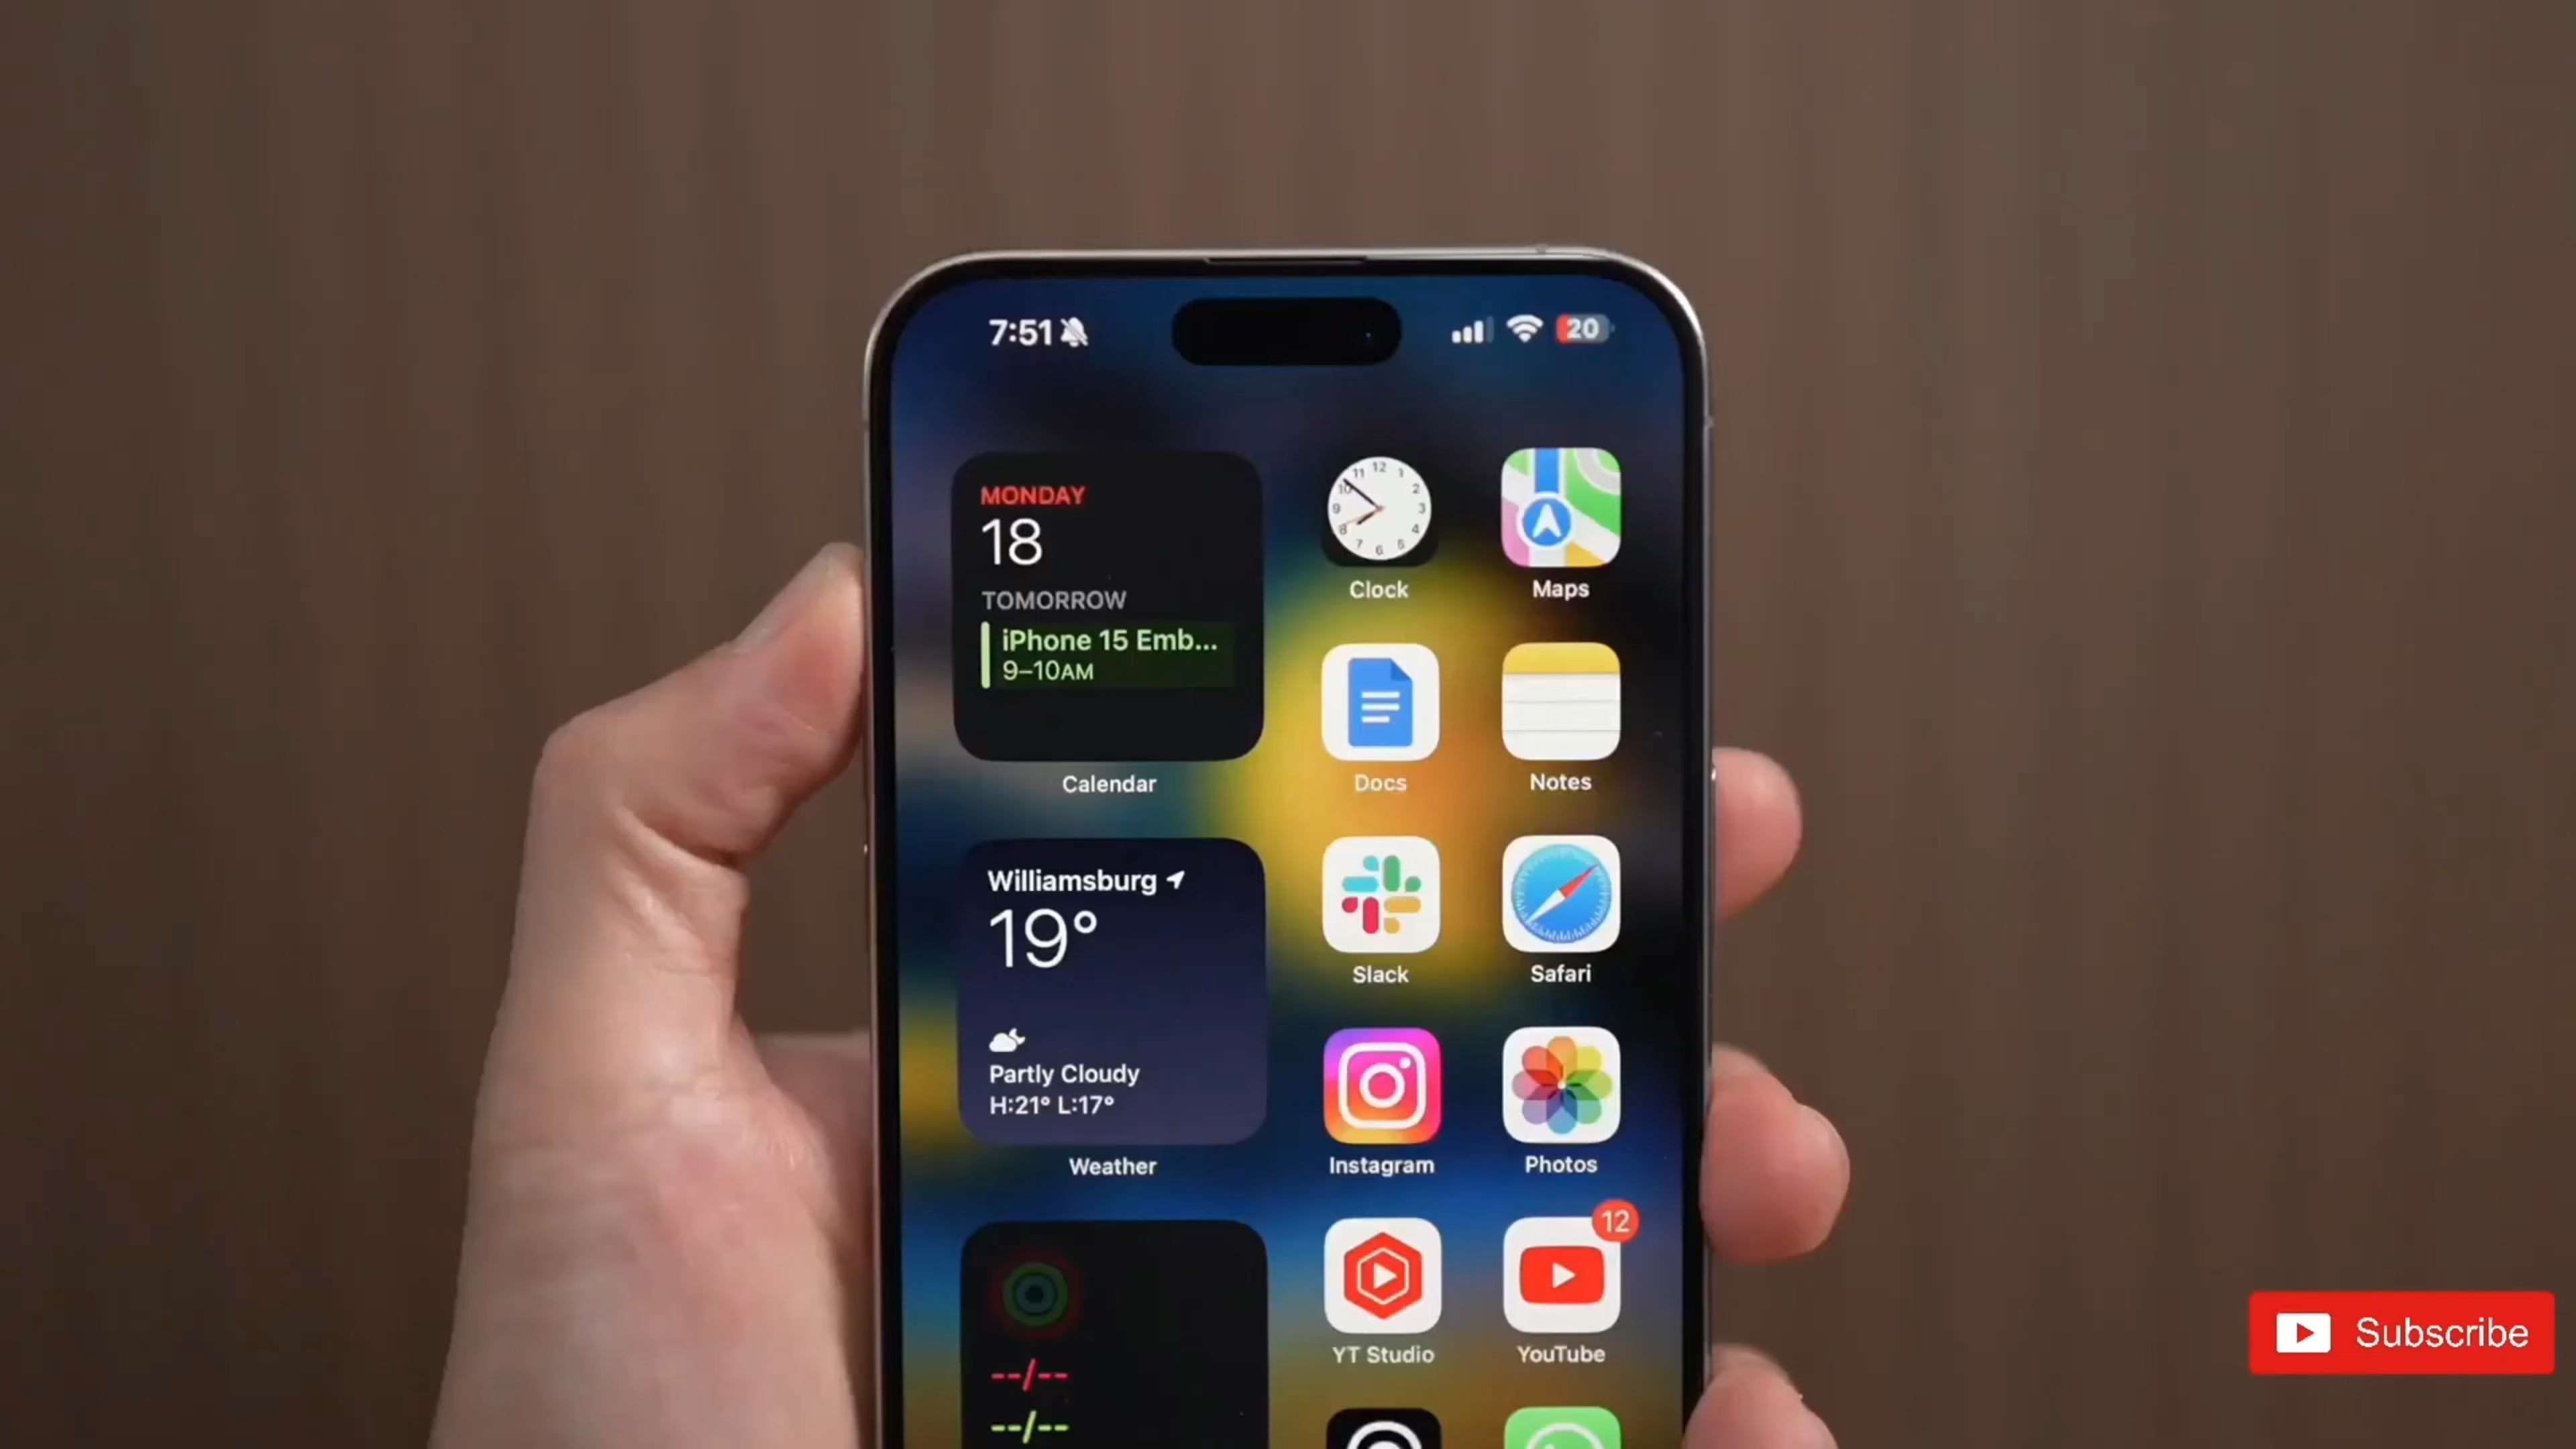 7:51
20
MONDAY
18
TOMORROW
iPhone 15 Emb...
9–10AM
Calendar
Clock
Maps
Docs
Notes
Williamsburg
19°
Partly Cloudy
H:21° L:17°
Weather
Slack
Safari
Instagram
Photos
12
--/--
--/--
YT Studio
YouTube
Subscribe